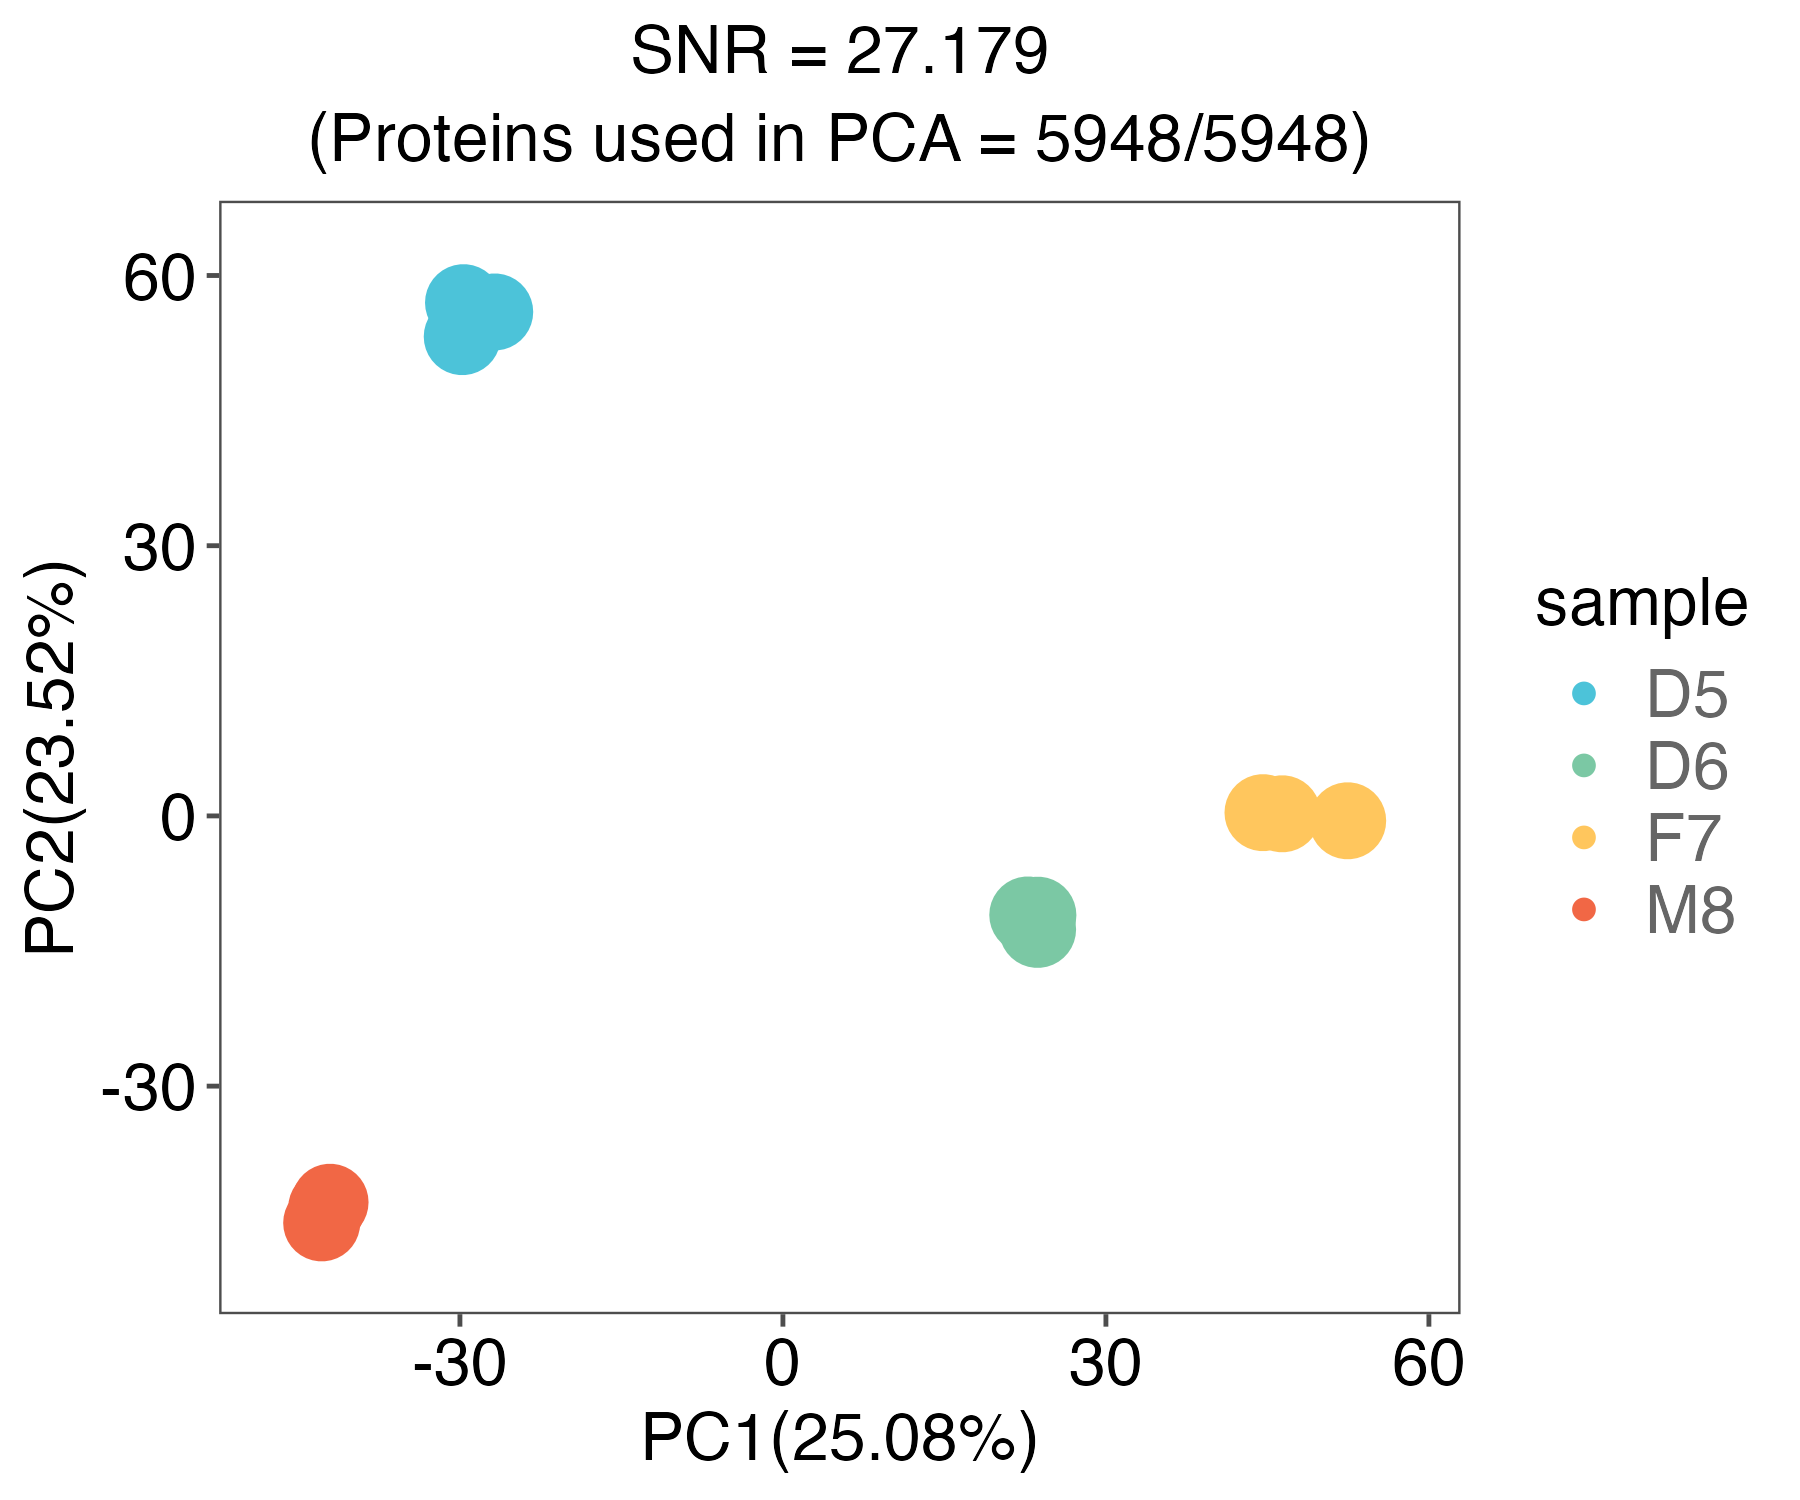 SNR = 27.179
(Proteins used in PCA = 5948/5948)
60
30
0
-30
PC2(23.52%)
-30 0 30 60
PC1(25.08%)
sample
D5
D6
F7
M8